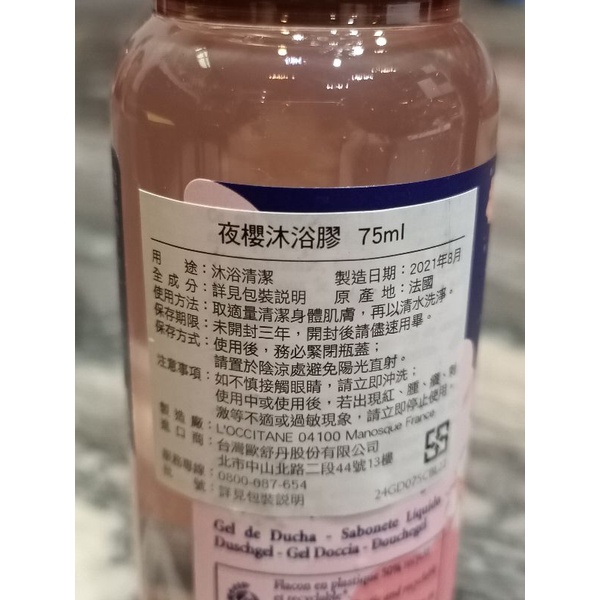 夜櫻沐浴膠 75ml
用途：沐浴清潔 製造日期：2021年8月
全成分：詳見包裝說明 原產地：法國
使用方法：取適量清潔身體肌膚，再以清水洗淨。
保存期限：未開封三年，開封後請儘速用畢。
保存方式：使用後，務必緊閉瓶蓋；
請置於陰涼處避免陽光直射。
注意事項：如不慎接觸眼睛，請立即沖洗；
使用中或使用後，若出現紅、腫、癢、刺
激等不適或過敏現象，請立即停止使用。
製造廠：L'OCCITANE 04100 Manosque France
進口商：台灣歐舒丹股份有限公司
北市中山北路二段44號13樓
服務專線：0800-087-654
批號：詳見包裝說明
Gel de Ducha - Sabonete Líquido
Duschgel - Gel Doccia - Douchegel
Flacon en plastique 50% recyclé
et recyclable